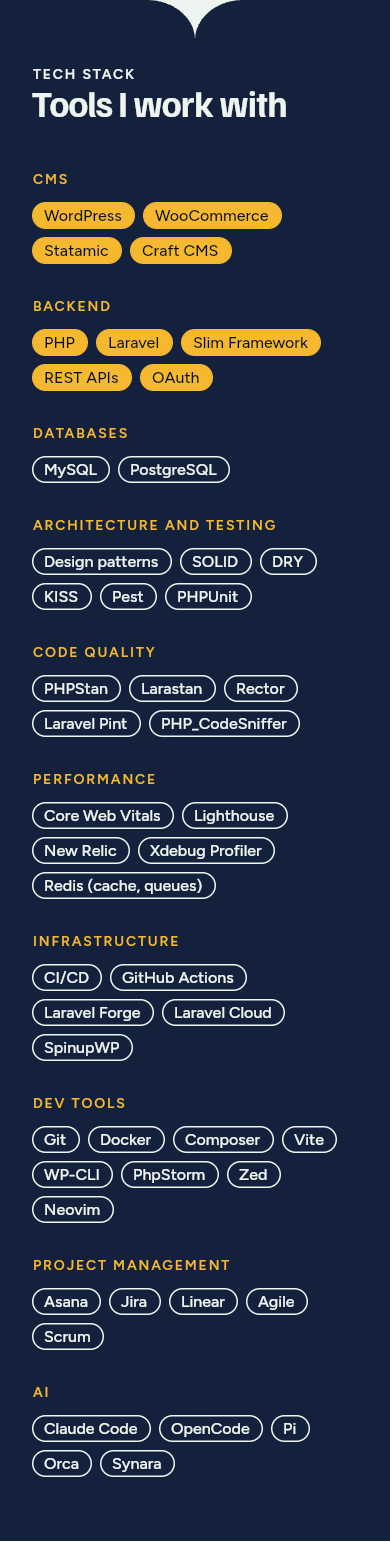 TECH STACK
Tools I work with
CMS
WordPress WooCommerce
Statamic Craft CMS
BACKEND
PHP Laravel Slim Framework
REST APIs OAuth
DATABASES
MySQL PostgreSQL
ARCHITECTURE AND TESTING
Design patterns SOLID DRY
KISS Pest PHPUnit
CODE QUALITY
PHPStan Larastan Rector
Laravel Pint PHP_CodeSniffer
PERFORMANCE
Core Web Vitals Lighthouse
New Relic Xdebug Profiler
Redis (cache, queues)
INFRASTRUCTURE
CI/CD GitHub Actions
Laravel Forge Laravel Cloud
SpinupWP
DEV TOOLS
Git Docker Composer Vite
WP-CLI PhpStorm Zed
Neovim
PROJECT MANAGEMENT
Asana Jira Linear Agile
Scrum
AI
Claude Code OpenCode Pi
Orca Synara